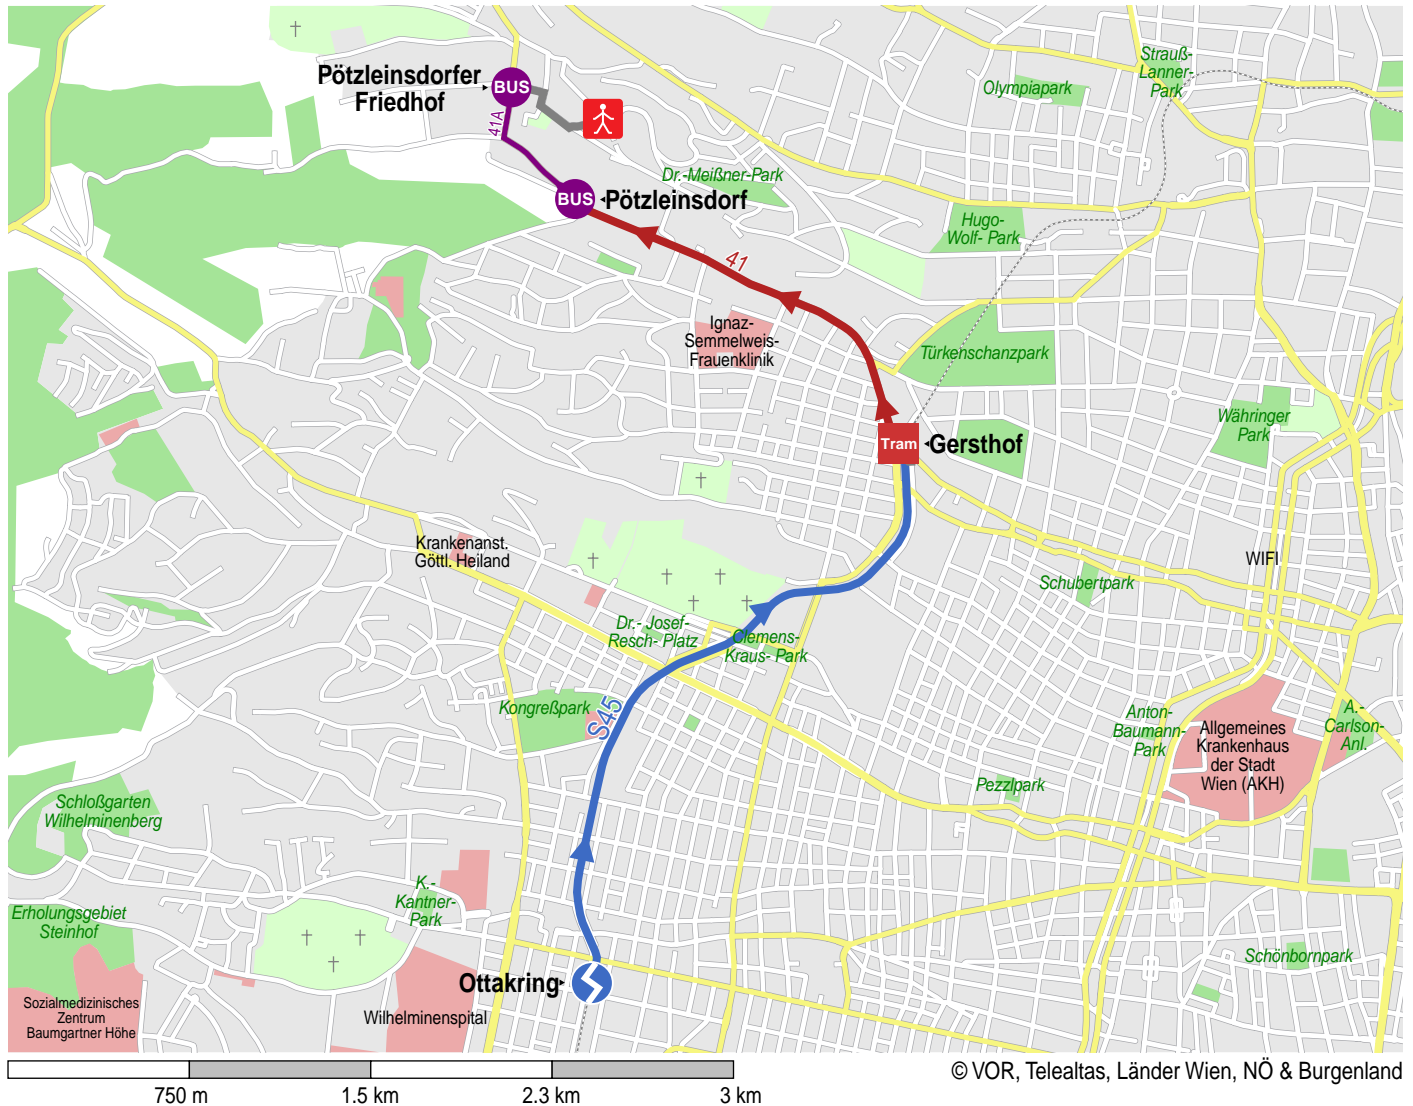 Pötzleinsdorfer
Friedhof
BUS
41A
Strauß-
Lanner-
Park
Olympiapark
Dr.-Meißner-Park
BUS
Pötzleinsdorf
Hugo-
Wolf- Park
41
Ignaz-
Semmelweis-
Frauenklinik
Türkenschanzpark
Währinger
Park
Tram
Gersthof
Krankenanst.
Göttl. Heiland
WIFI
Schubertpark
Dr.- Josef-
Resch- Platz
Clemens-
Kraus- Park
Kongreßpark
S45
Anton-
Baumann-
Park
Allgemeines
Krankenhaus
der Stadt
Wien (AKH)
A.-
Carlson-
Anl.
Pezzlpark
Schloßgarten
Wilhelminenberg
K.-
Kantner-
Park
Erholungsgebiet
Steinhof
Schönbornpark
Ottakring
Sozialmedizinisches
Zentrum
Baumgartner Höhe
Wilhelminenspital
© VOR, Telealtas, Länder Wien, NÖ & Burgenland
750 m
1.5 km
2.3 km
3 km